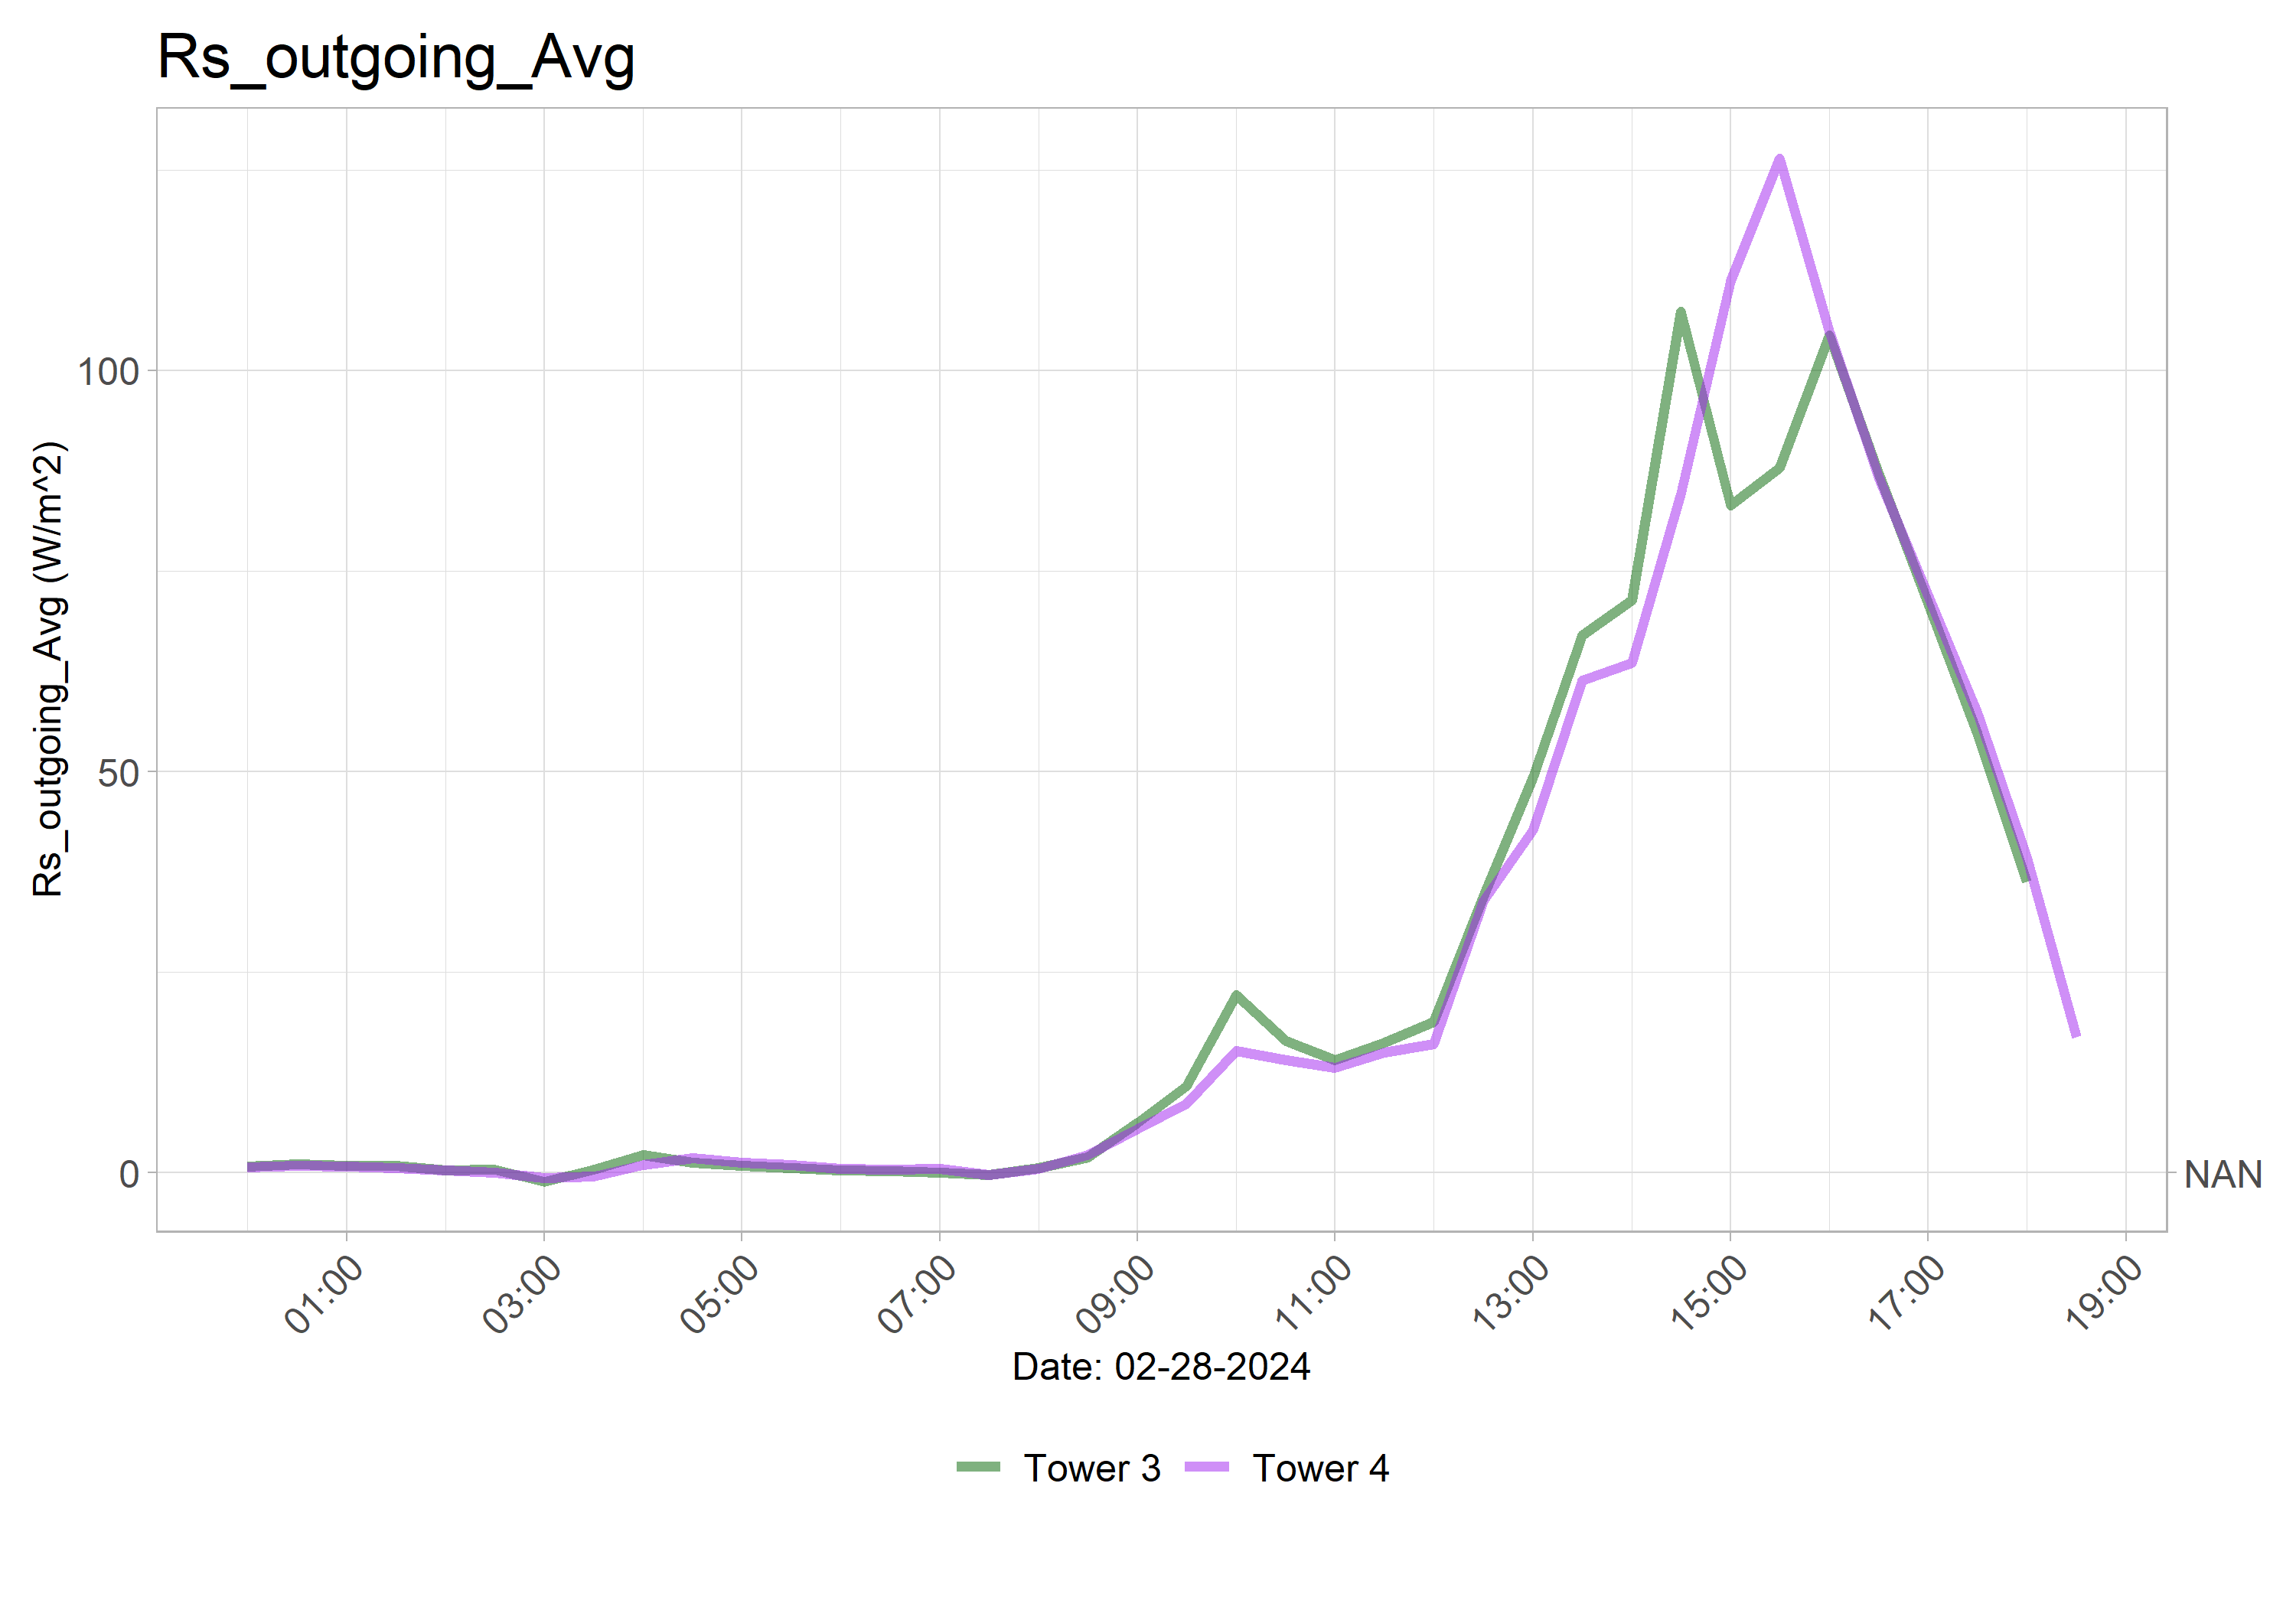 Rs_outgoing_Avg
Rs_outgoing_Avg (W/m^2)
100
50
0
NAN
01:00
03:00
05:00
07:00
09:00
11:00
13:00
15:00
17:00
19:00
Date: 02-28-2024
Tower 3
Tower 4